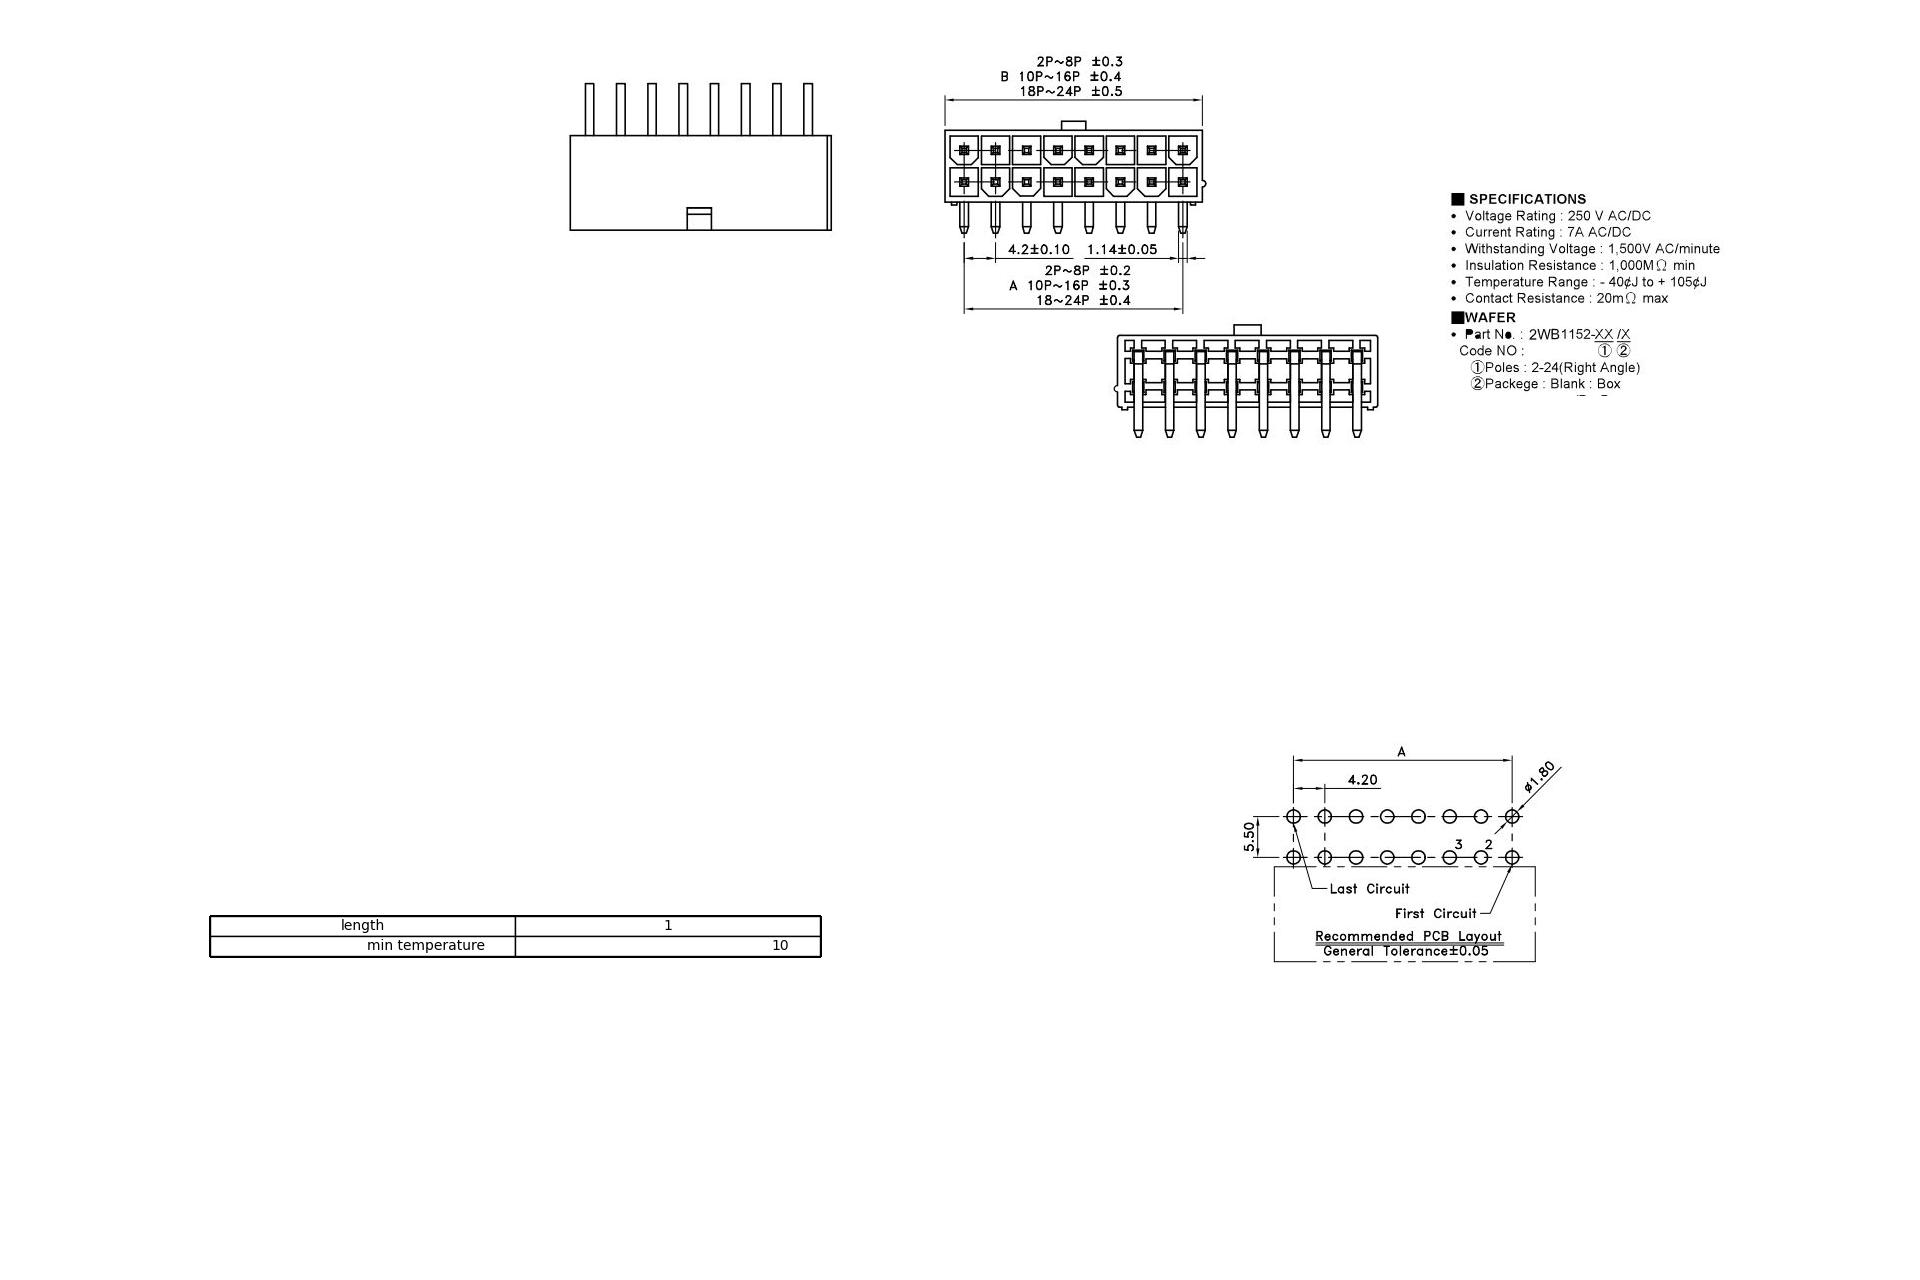 2P~8P ±0.3
B 10P~16P ±0.4
18P~24P ±0.5
4.2±0.10 1.14±0.05
2P~8P ±0.2
A 10P~16P ±0.3
18~24P ±0.4
■ SPECIFICATIONS
• Voltage Rating : 250 V AC/DC
• Current Rating : 7A AC/DC
• Withstanding Voltage : 1,500V AC/minute
• Insulation Resistance : 1,000MΩ min
• Temperature Range : - 40¢J to + 105¢J
• Contact Resistance : 20mΩ max
■WAFER
• Part No. : 2WB1152-XX /X
Code NO : ① ②
①Poles : 2-24(Right Angle)
②Packege : Blank : Box
A
4.20
ø1.80
5.50
3 2
Last Circuit
First Circuit
Recommended PCB Layout
General Tolerance±0.05
length 1
min temperature 10